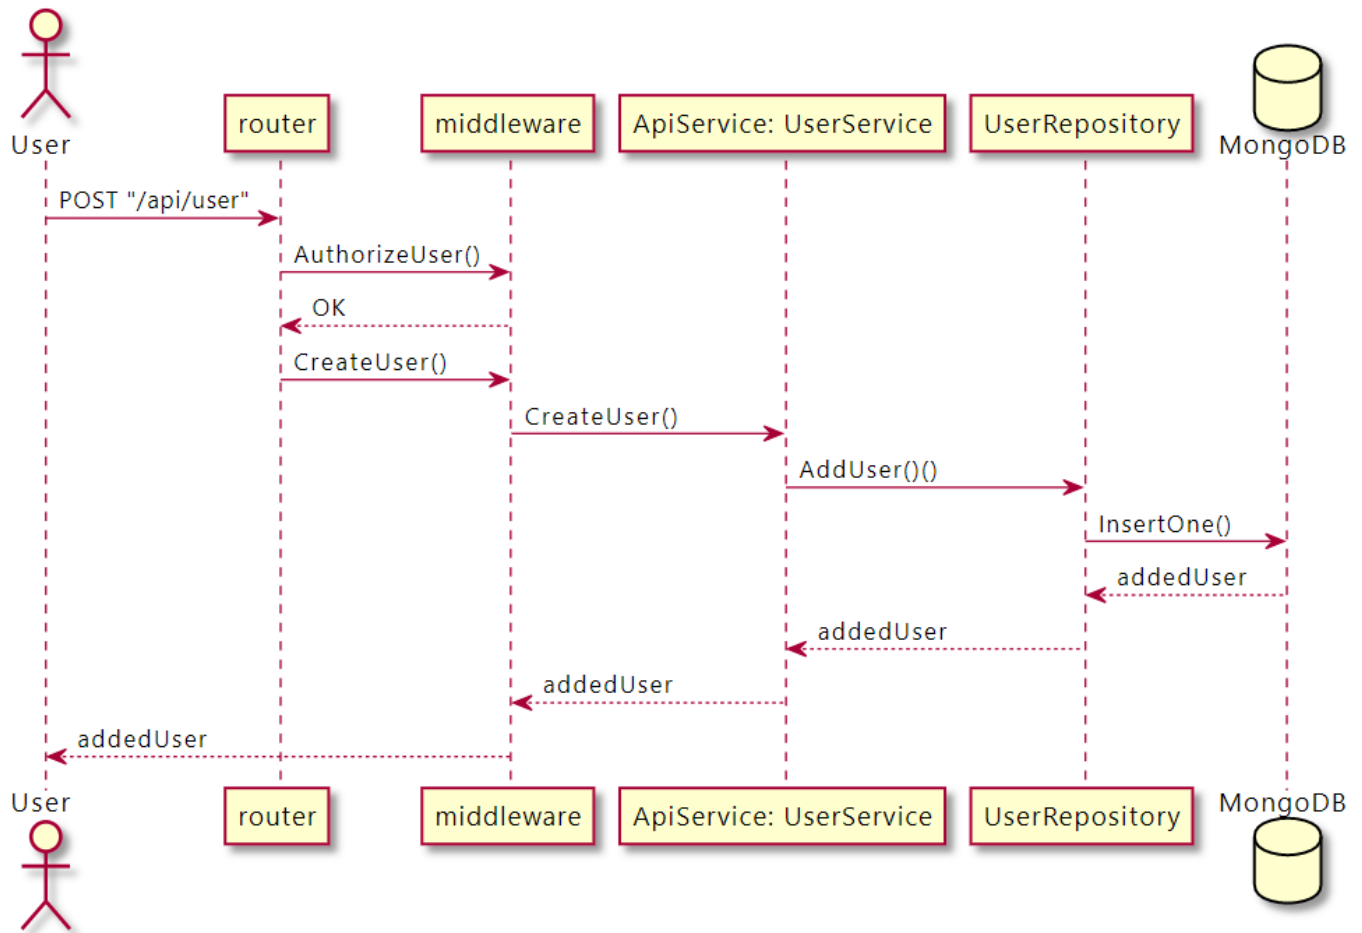 User
router
middleware
ApiService: UserService
UserRepository
MongoDB
POST "/api/user"
AuthorizeUser()
OK
CreateUser()
CreateUser()
AddUser()()
InsertOne()
addedUser
addedUser
addedUser
addedUser
User
router
middleware
ApiService: UserService
UserRepository
MongoDB